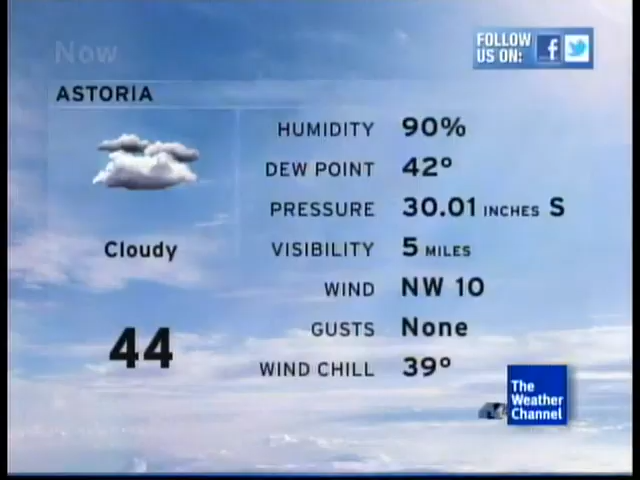 Now
FOLLOW
US ON:
ASTORIA
HUMIDITY 90%
DEW POINT 42°
PRESSURE 30.01 INCHES S
Cloudy
VISIBILITY 5 MILES
WIND NW 10
GUSTS None
44
WIND CHILL 39°
The
Weather
Channel